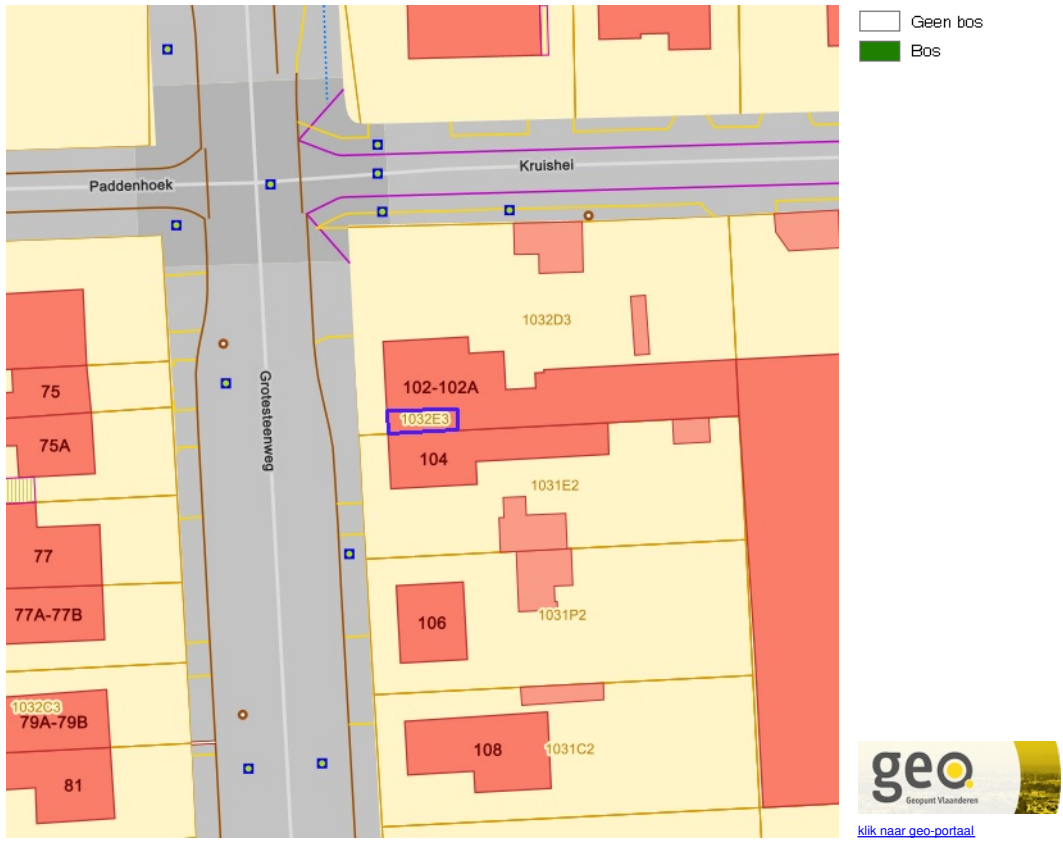 Geen bos
Bos
Kruishei
Paddenhoek
1032D3
75
102-102A
Grotesteenweg
1032E3
75A
104
1031E2
77
77A-77B
106
1031P2
1032C3
79A-79B
108
1031C2
81
geo.
Geopunt Vlaanderen
klik naar geo-portaal